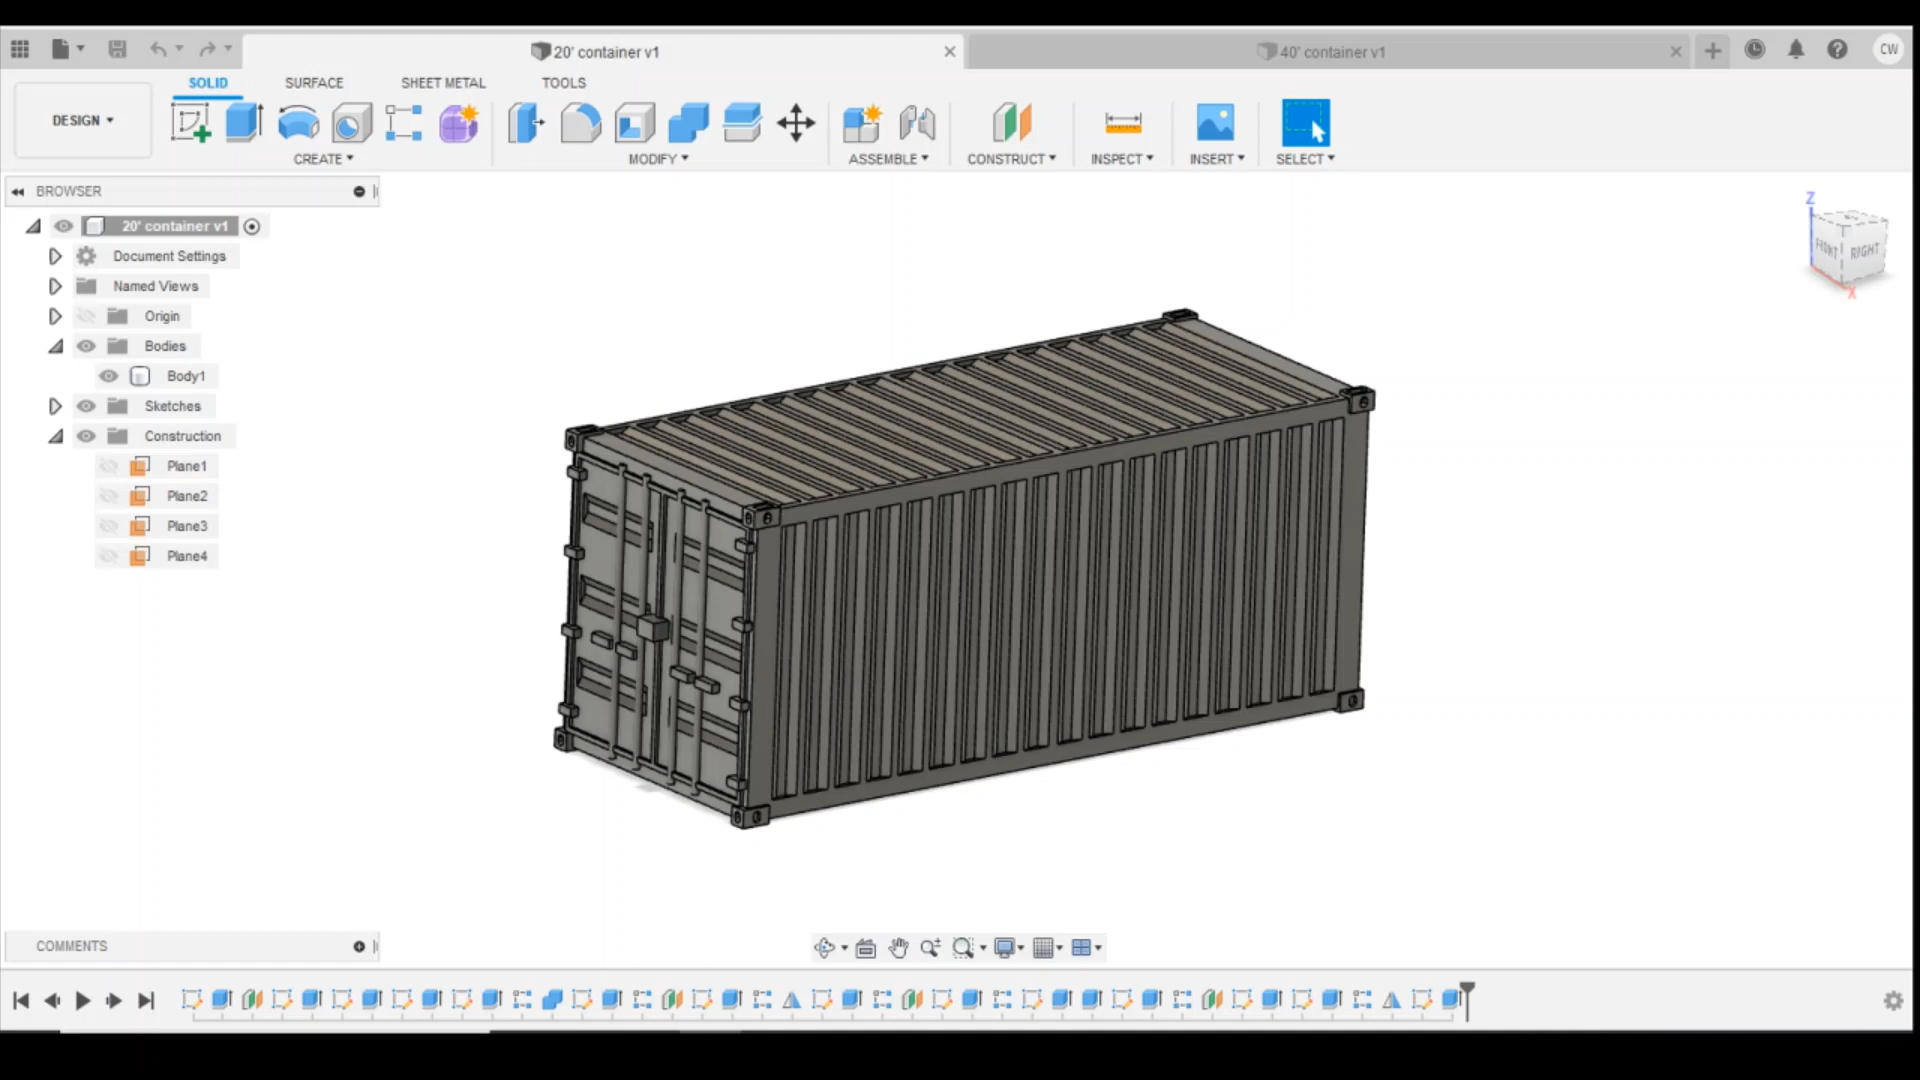 20' container v1
40' container v1
CW
SOLID
SURFACE
SHEET METAL
TOOLS
DESIGN
CREATE
MODIFY
ASSEMBLE
CONSTRUCT
INSPECT
INSERT
SELECT
BROWSER
20' container v1
Document Settings
Named Views
Origin
Bodies
Body1
Sketches
Construction
Plane1
Plane2
Plane3
Plane4
Z
FRONT
RIGHT
X
COMMENTS